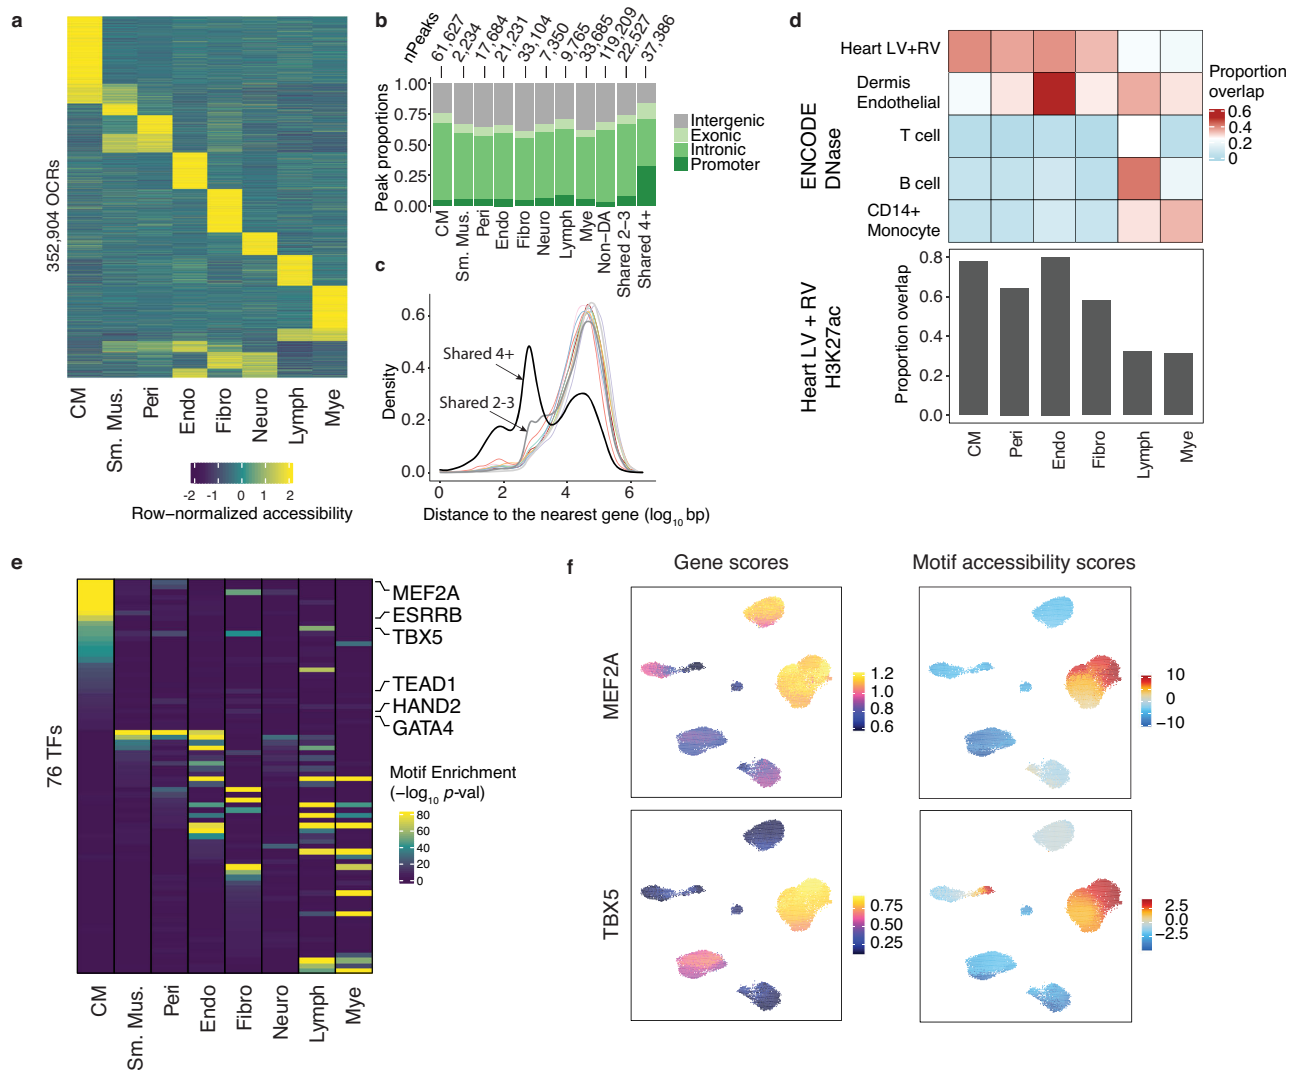 a
352,904 OCRs
CM
Sm. Mus.
Peri
Endo
Fibro
Neuro
Lymph
Mye
-2 -1 0 1 2
Row-normalized accessibility
b
nPeaks
61,627
2,234
17,684
21,231
33,104
7,350
9,765
33,685
119,209
22,527
37,386
Peak proportions
1.00
0.75
0.50
0.25
0.00
Intergenic
Exonic
Intronic
Promoter
CM
Sm. Mus.
Peri
Endo
Fibro
Neuro
Lymph
Mye
Non-DA
Shared 2-3
Shared 4+
c
Density
0.6
0.4
0.2
0.0
Shared 4+
Shared 2-3
0 2 4 6
Distance to the nearest gene (log10 bp)
d
ENCODE
DNase
Heart LV+RV
Dermis
Endothelial
T cell
B cell
CD14+
Monocyte
Proportion
overlap
0.6
0.4
0.2
0
Heart LV + RV
H3K27ac
Proportion overlap
0.8
0.6
0.4
0.2
0.0
CM
Peri
Endo
Fibro
Lymph
Mye
e
76 TFs
MEF2A
ESRRB
TBX5
TEAD1
HAND2
GATA4
Motif Enrichment
(-log10 p-val)
80
60
40
20
0
CM
Sm. Mus.
Peri
Endo
Fibro
Neuro
Lymph
Mye
f
Gene scores
Motif accessibility scores
MEF2A
1.2
1.0
0.8
0.6
10
0
-10
TBX5
0.75
0.50
0.25
2.5
0.0
-2.5